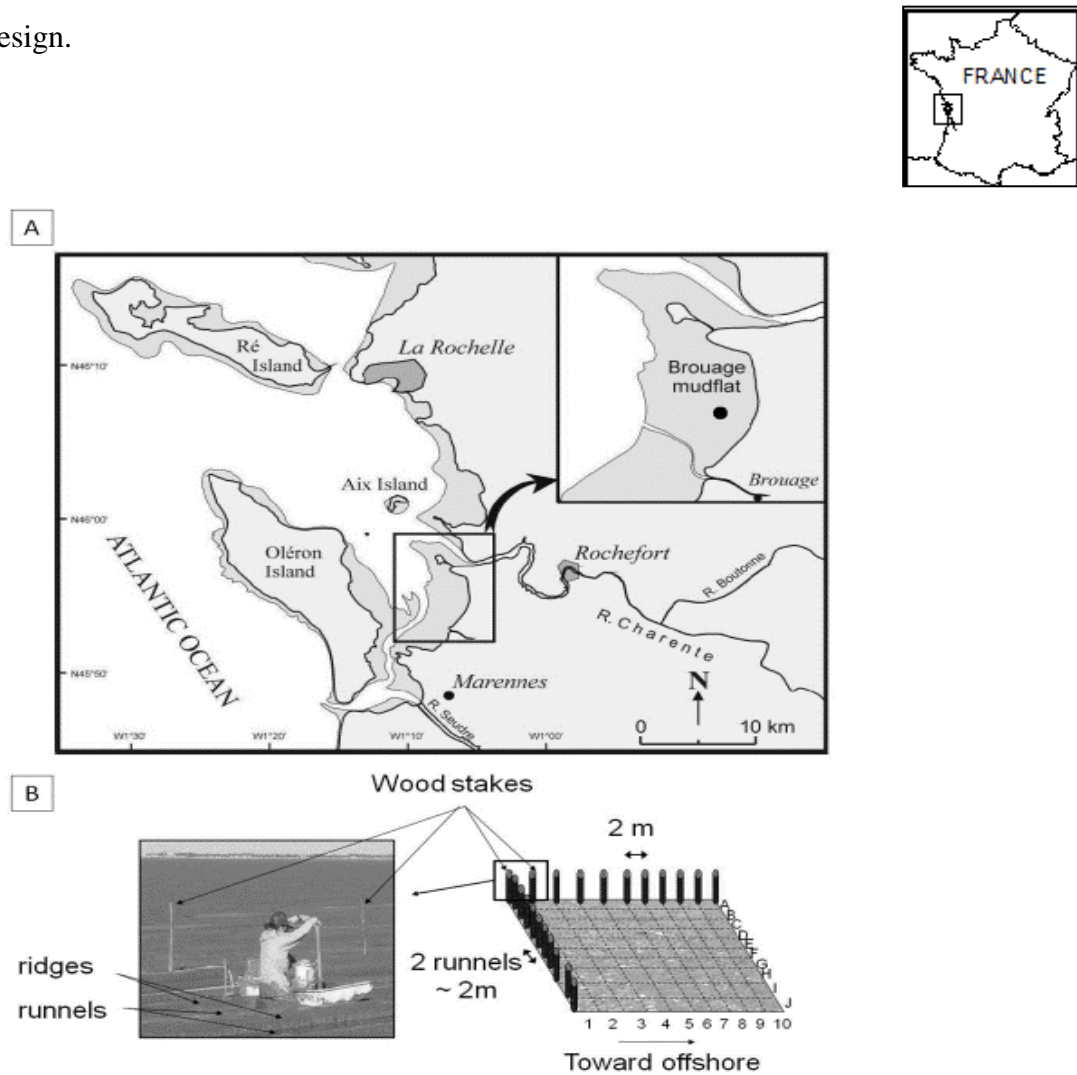 esign.
FRANCE
A
Ré
Island
La Rochelle
N46°10'
Brouage
mudflat
Brouage
Aix Island
N46°00'
ATLANTIC OCEAN
Oléron
Island
Rochefort
R. Boutonne
R. Charente
N
N45°50'
Marennes
R. Seudre
0 10 km
W1°30' W1°20' W1°10' W1°00'
B
Wood stakes
2 m
A
B
C
D
E
F
G
H
I
J
2 runnels
~ 2m
ridges
runnels
1 2 3 4 5 6 7 8 9 10
Toward offshore